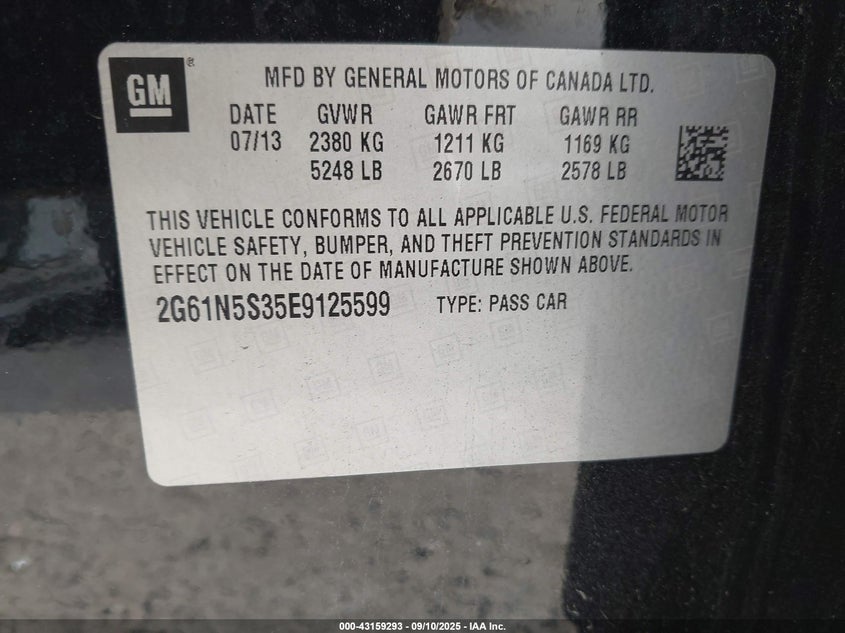 GM®
MFD BY GENERAL MOTORS OF CANADA LTD.
DATE GVWR GAWR FRT GAWR RR
07/13 2380 KG 1211 KG 1169 KG
5248 LB 2670 LB 2578 LB
THIS VEHICLE CONFORMS TO ALL APPLICABLE U.S. FEDERAL MOTOR
VEHICLE SAFETY, BUMPER, AND THEFT PREVENTION STANDARDS IN
EFFECT ON THE DATE OF MANUFACTURE SHOWN ABOVE.
2G61N5S35E9125599 TYPE: PASS CAR
000-43159293 - 09/10/2025 - IAA Inc.